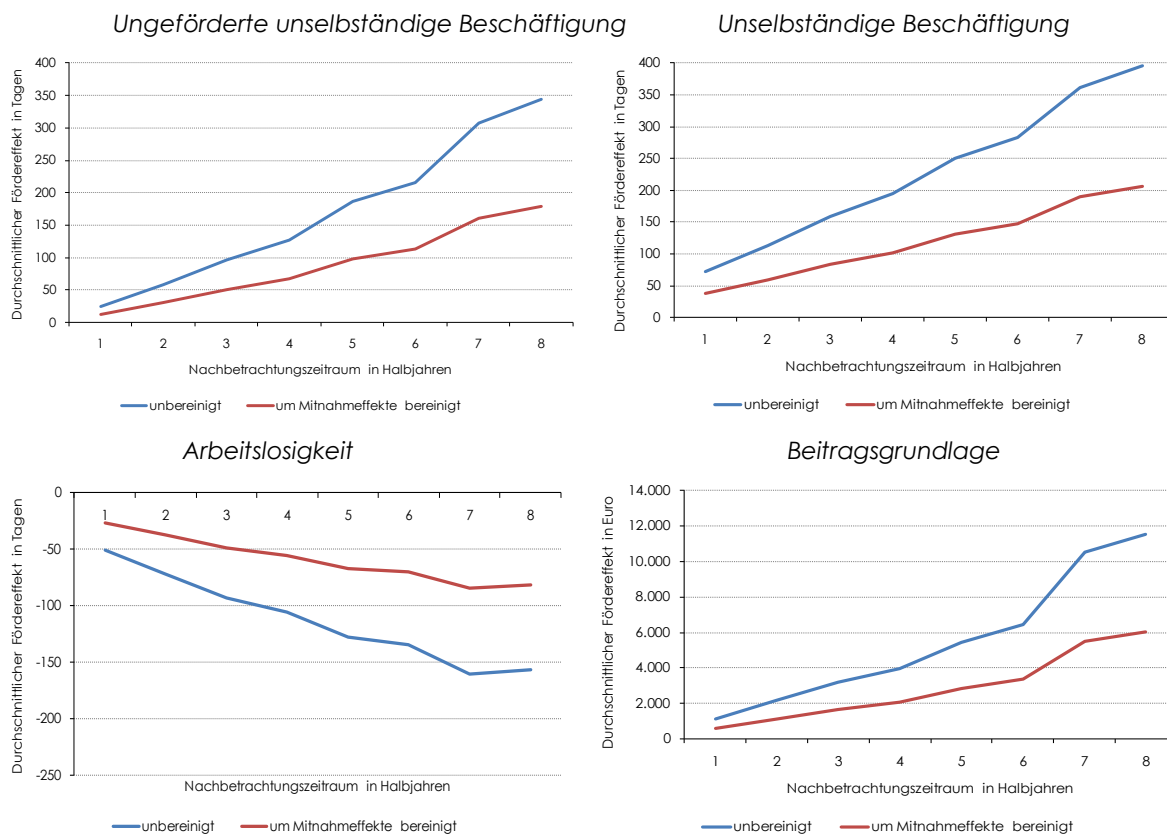 Ungeförderte unselbständige Beschäftigung
Durchschnittlicher Fördereffekt in Tagen
400
350
300
250
200
150
100
50
0
1 2 3 4 5 6 7 8
Nachbetrachtungszeitraum in Halbjahren
unbereinigt um Mitnahmeffekte bereinigt
Unselbständige Beschäftigung
Durchschnittlicher Fördereffekt in Tagen
400
350
300
250
200
150
100
50
0
1 2 3 4 5 6 7 8
Nachbetrachtungszeitraum in Halbjahren
unbereinigt um Mitnahmeffekte bereinigt
Arbeitslosigkeit
Durchschnittlicher Fördereffekt in Tagen
0
-50
-100
-150
-200
-250
1 2 3 4 5 6 7 8
Nachbetrachtungszeitraum in Halbjahren
unbereinigt um Mitnahmeffekte bereinigt
Beitragsgrundlage
Durchschnittlicher Fördereffekt in Euro
14.000
12.000
10.000
8.000
6.000
4.000
2.000
0
1 2 3 4 5 6 7 8
Nachbetrachtungszeitraum in Halbjahren
unbereinigt um Mitnahmeffekte bereinigt